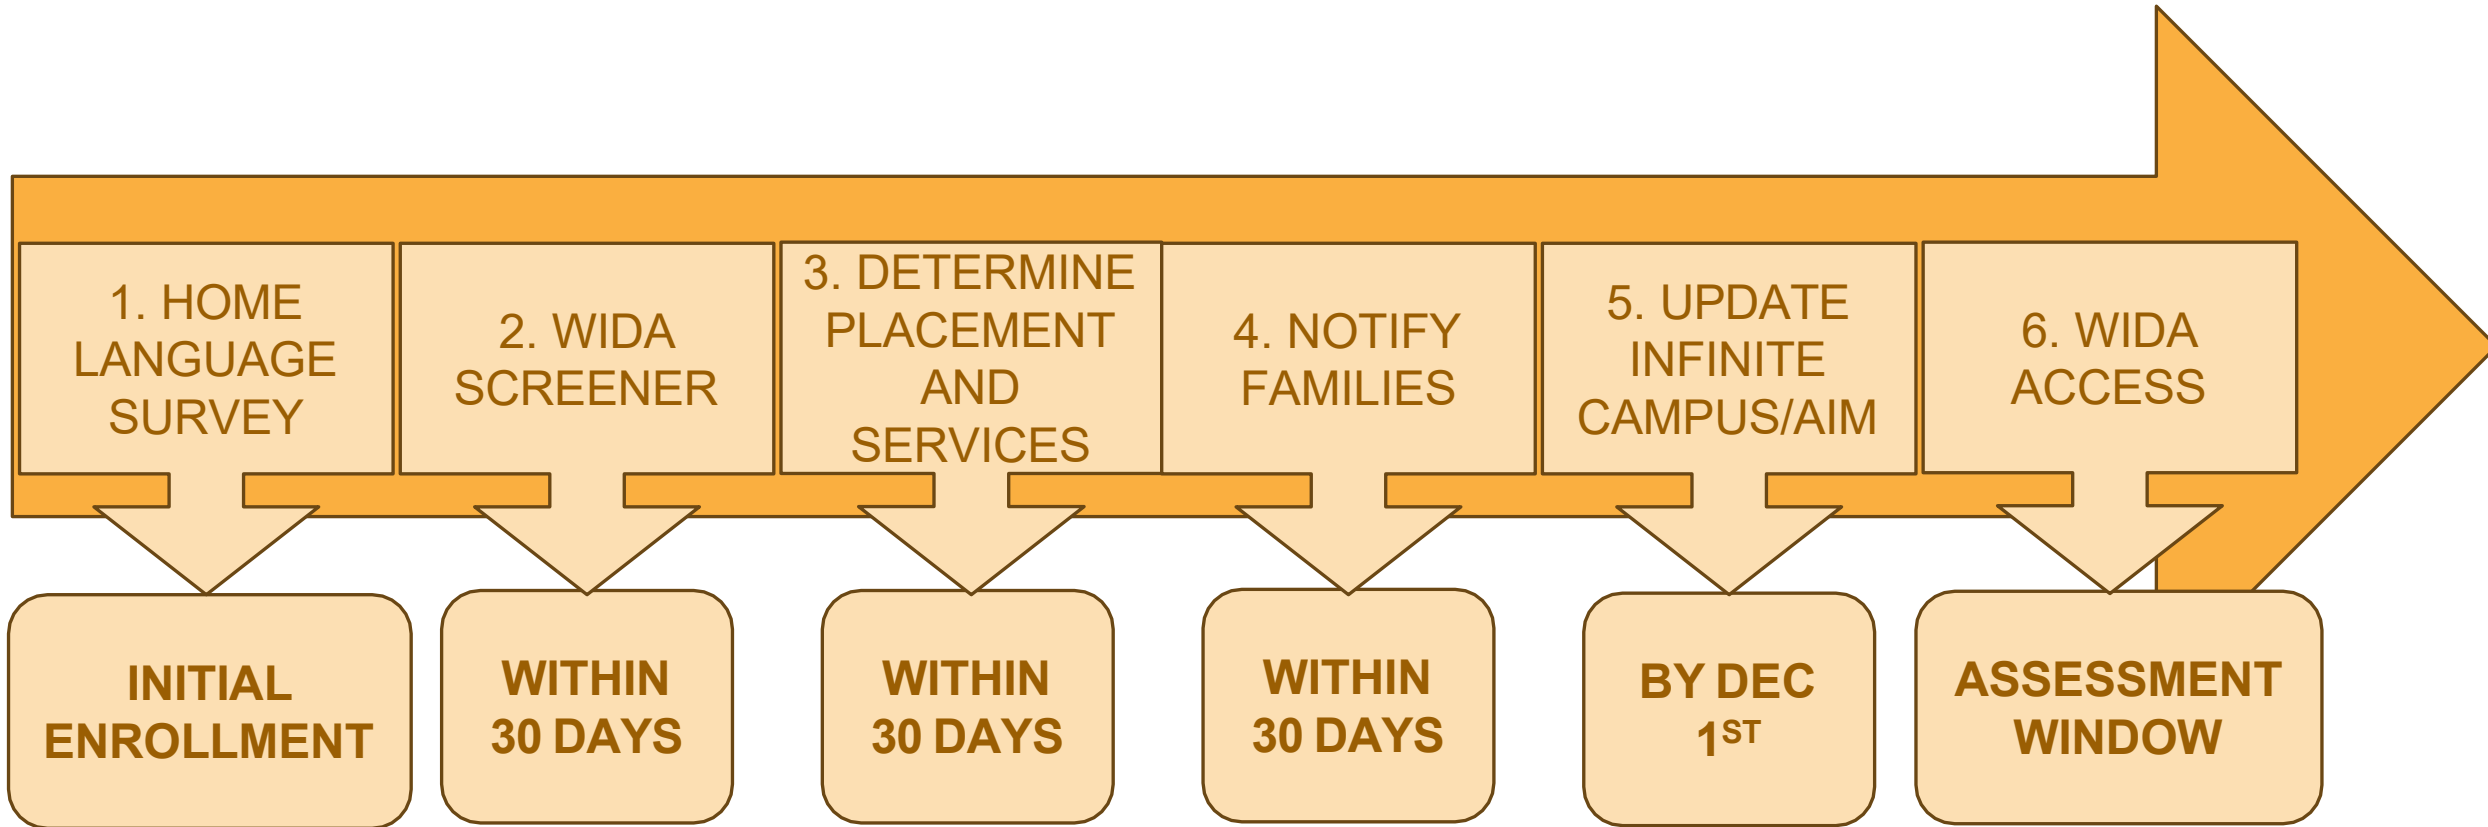 1. HOME
LANGUAGE
SURVEY
2. WIDA
SCREENER
3. DETERMINE
PLACEMENT
AND
SERVICES
4. NOTIFY
FAMILIES
5. UPDATE
INFINITE
CAMPUS/AIM
6. WIDA
ACCESS
INITIAL
ENROLLMENT
WITHIN
30 DAYS
WITHIN
30 DAYS
WITHIN
30 DAYS
BY DEC
1ST
ASSESSMENT
WINDOW